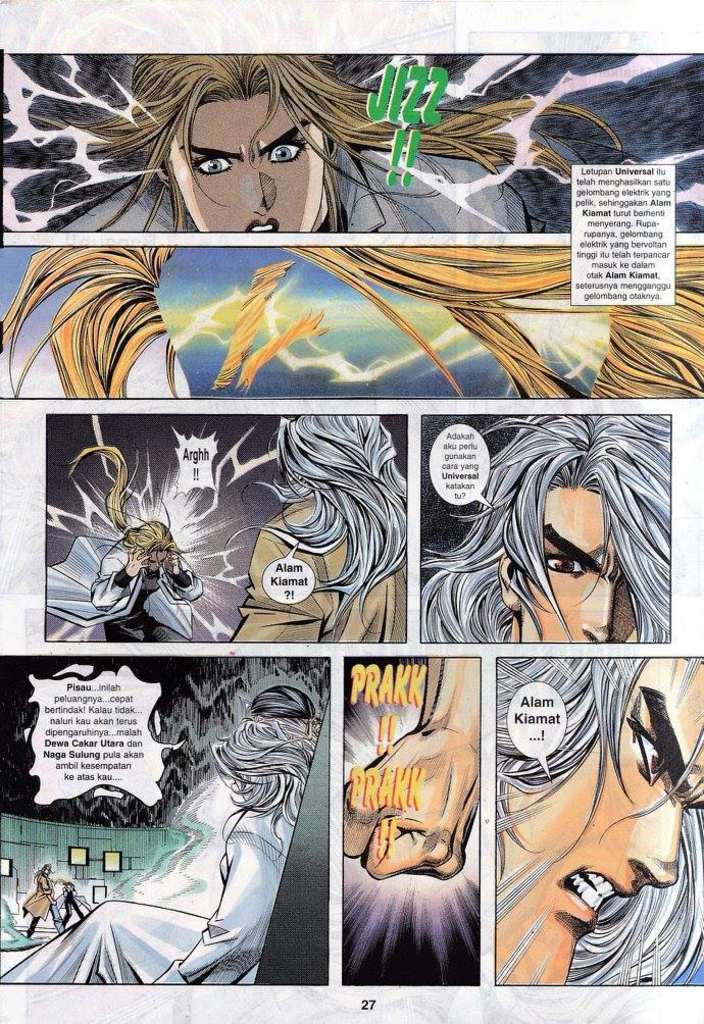 JIZZ
!!
Letupan Universal itu
telah menghasilkan satu
gelombang elektrik yang
pelik, sehinggakan Alam
Kiamat turut berhenti
menyerang. Rupa-
rupanya, gelombang
elektrik yang bervoltan
tinggi itu telah terpancar
masuk ke dalam
otak Alam Kiamat,
seterusnya mengganggu
gelombang otaknya.
Arghh
!!
Alam
Kiamat
?!
Adakah
aku perlu
gunakan
cara yang
Universal
katakan
tu?
Pisau...inilah
peluangnya...cepat
bertindak! Kalau tidak...
naluri kau akan terus
dipengaruhinya...malah
Dewa Cakar Utara dan
Naga Sulung pula akan
ambil kesempatan
ke atas kau....
PRAKK
!!
PRAKK
!
Alam
Kiamat
...!
27